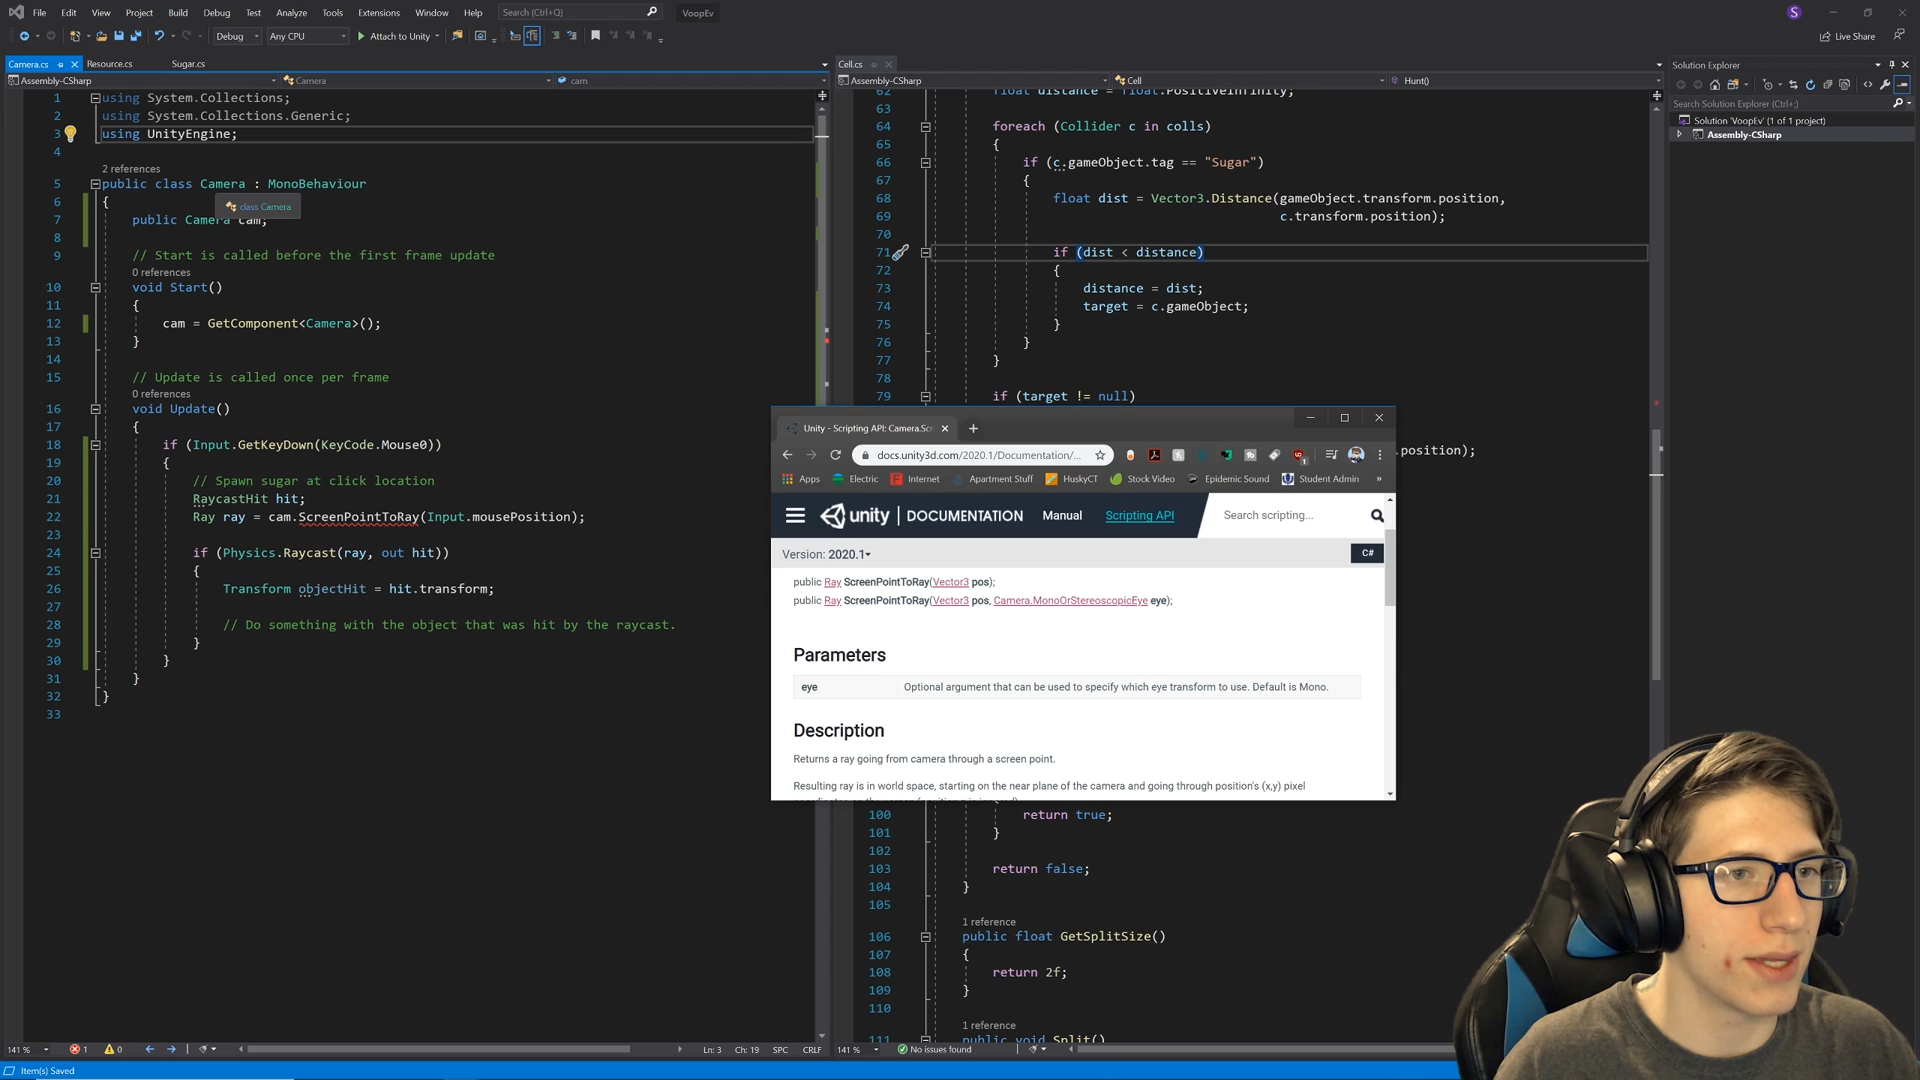 File Edit View Project Build Debug Test Analyze Tools Extensions Window Help Search (Ctrl+Q) VoopEv S
Debug Any CPU Attach to Unity Live Share
Camera.cs Resource.cs Sugar.cs
Assembly-CSharp Camera cam
1 using System.Collections;
2 using System.Collections.Generic;
3 using UnityEngine;
4
2 references
5 public class Camera : MonoBehaviour
6 {
class Camera
7 public Camera cam;
8
9 // Start is called before the first frame update
0 references
10 void Start()
11 {
12 cam = GetComponent<Camera>();
13 }
14
15 // Update is called once per frame
0 references
16 void Update()
17 {
18 if (Input.GetKeyDown(KeyCode.Mouse0))
19 {
20 // Spawn sugar at click location
21 RaycastHit hit;
22 Ray ray = cam.ScreenPointToRay(Input.mousePosition);
23
24 if (Physics.Raycast(ray, out hit))
25 {
26 Transform objectHit = hit.transform;
27
28 // Do something with the object that was hit by the raycast.
29 }
30 }
31 }
32 }
33
141 % 1 0 Ln: 3 Ch: 19 SPC CRLF
Item(s) Saved
Cell.cs
Assembly-CSharp Cell Hunt()
62 float distance = float.PositiveInfinity;
63
64 foreach (Collider c in colls)
65 {
66 if (c.gameObject.tag == "Sugar")
67 {
68 float dist = Vector3.Distance(gameObject.transform.position,
69 c.transform.position);
70
71 if (dist < distance)
72 {
73 distance = dist;
74 target = c.gameObject;
75 }
76 }
77 }
78
79 if (target != null)
position);
Unity - Scripting API: Camera.Scr
docs.unity3d.com/2020.1/Documentation/...
Apps Electric Internet Apartment Stuff HuskyCT Stock Video Epidemic Sound Student Admin »
unity | DOCUMENTATION Manual Scripting API Search scripting...
Version: 2020.1 C#
public Ray ScreenPointToRay(Vector3 pos);
public Ray ScreenPointToRay(Vector3 pos, Camera.MonoOrStereoscopicEye eye);
Parameters
eye Optional argument that can be used to specify which eye transform to use. Default is Mono.
Description
Returns a ray going from camera through a screen point.
Resulting ray is in world space, starting on the near plane of the camera and going through position's (x,y) pixel
100 return true;
101 }
102
103 return false;
104 }
105
1 reference
106 public float GetSplitSize()
107 {
108 return 2f;
109 }
110
1 reference
111 public void Split()
141 % No issues found
Solution Explorer
Search Solution Explorer (Ctrl+;)
Solution 'VoopEv' (1 of 1 project)
Assembly-CSharp